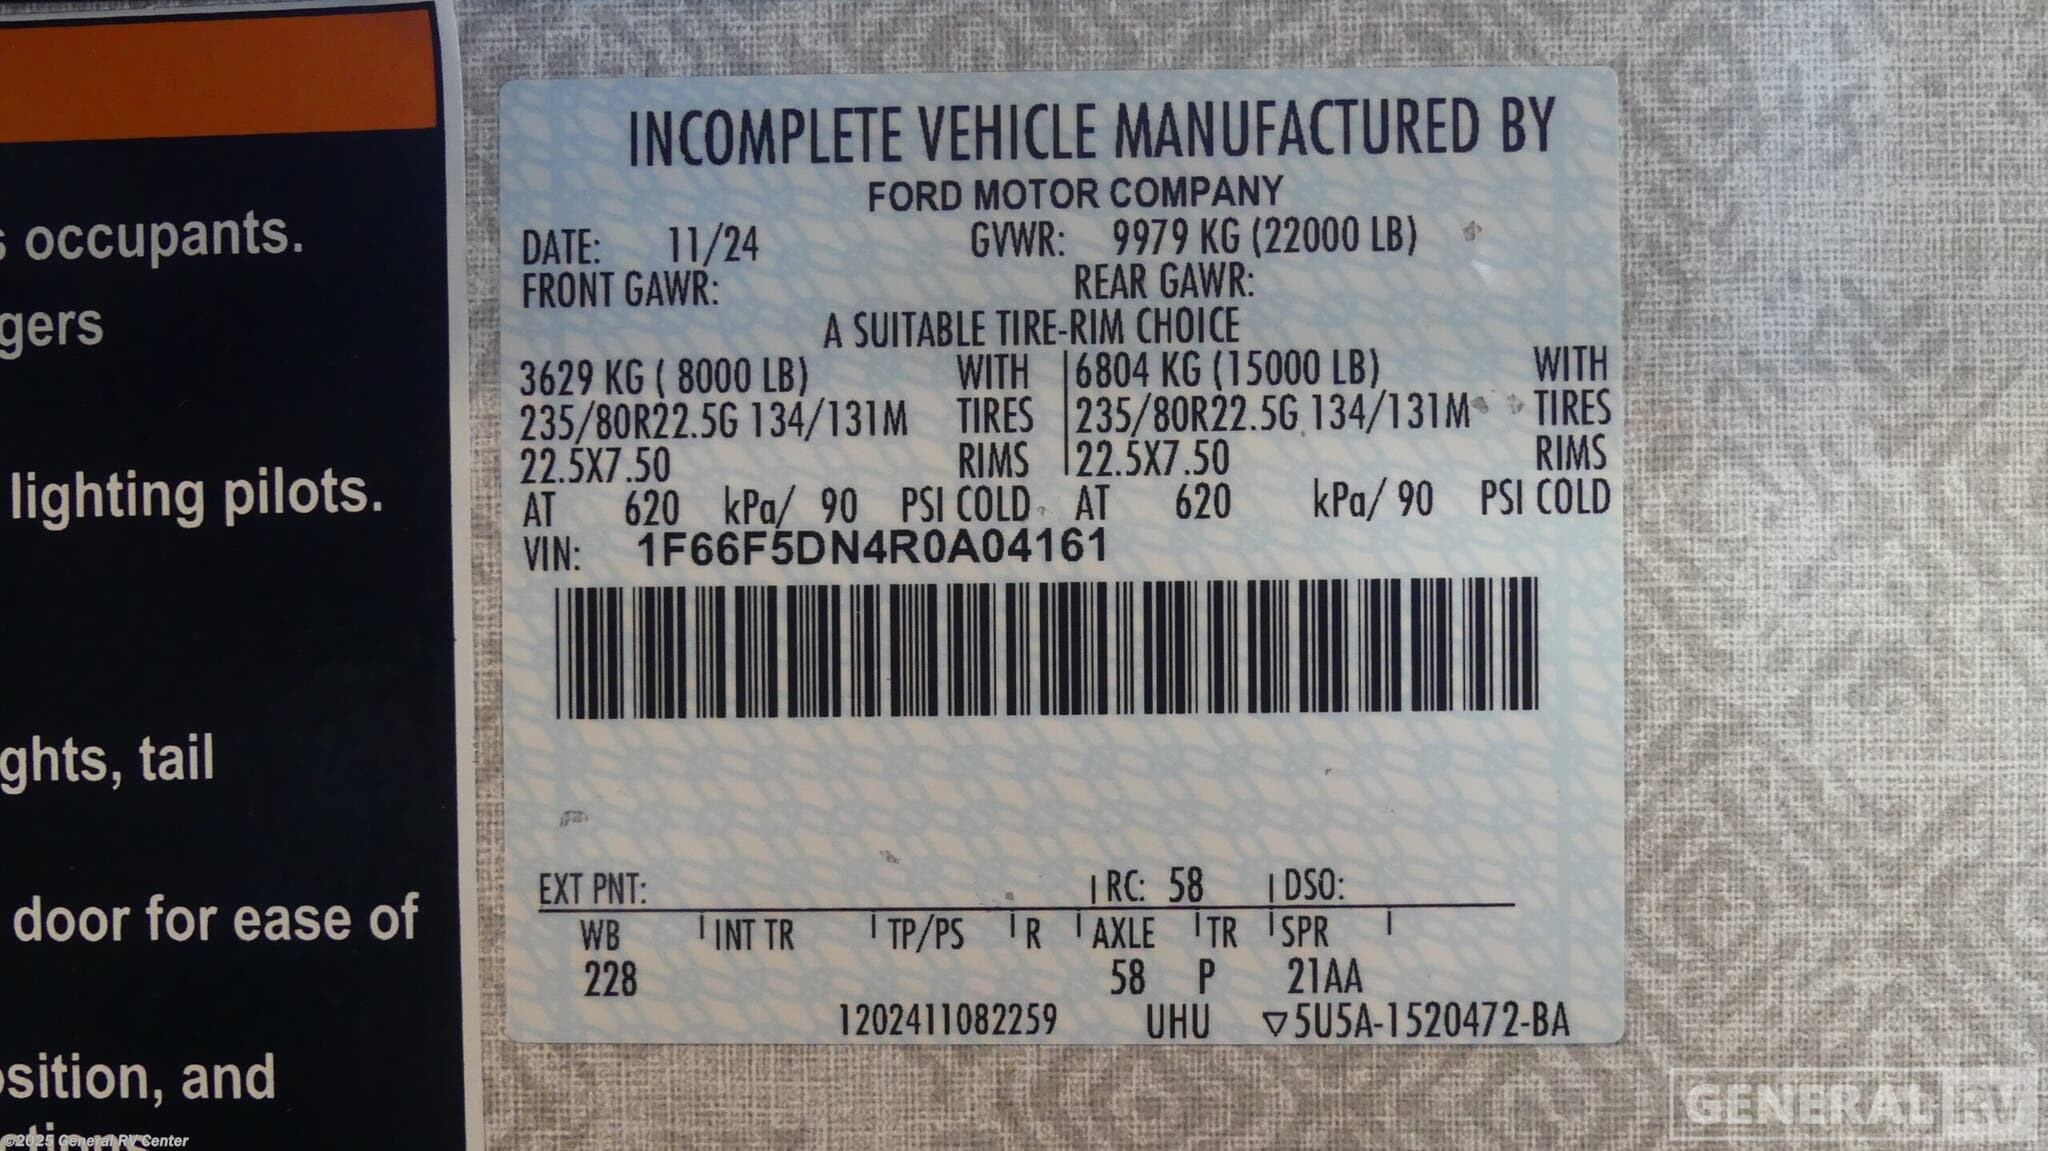 s occupants.
gers
lighting pilots.
ghts, tail
door for ease of
osition, and
ctions.
INCOMPLETE VEHICLE MANUFACTURED BY
FORD MOTOR COMPANY
DATE: 11/24 GVWR: 9979 KG (22000 LB)
FRONT GAWR: REAR GAWR:
A SUITABLE TIRE-RIM CHOICE
3629 KG ( 8000 LB) WITH 6804 KG (15000 LB) WITH
235/80R22.5G 134/131M TIRES 235/80R22.5G 134/131M TIRES
22.5X7.50 RIMS 22.5X7.50 RIMS
AT 620 kPa/ 90 PSI COLD AT 620 kPa/ 90 PSI COLD
VIN: 1F66F5DN4R0A04161
EXT PNT: RC: 58 DSO:
WB INT TR TP/PS R AXLE TR SPR
228 58 P 21AA
1202411082259 UHU ▽5U5A-1520472-BA
GENERAL RV
©2025 General RV Center